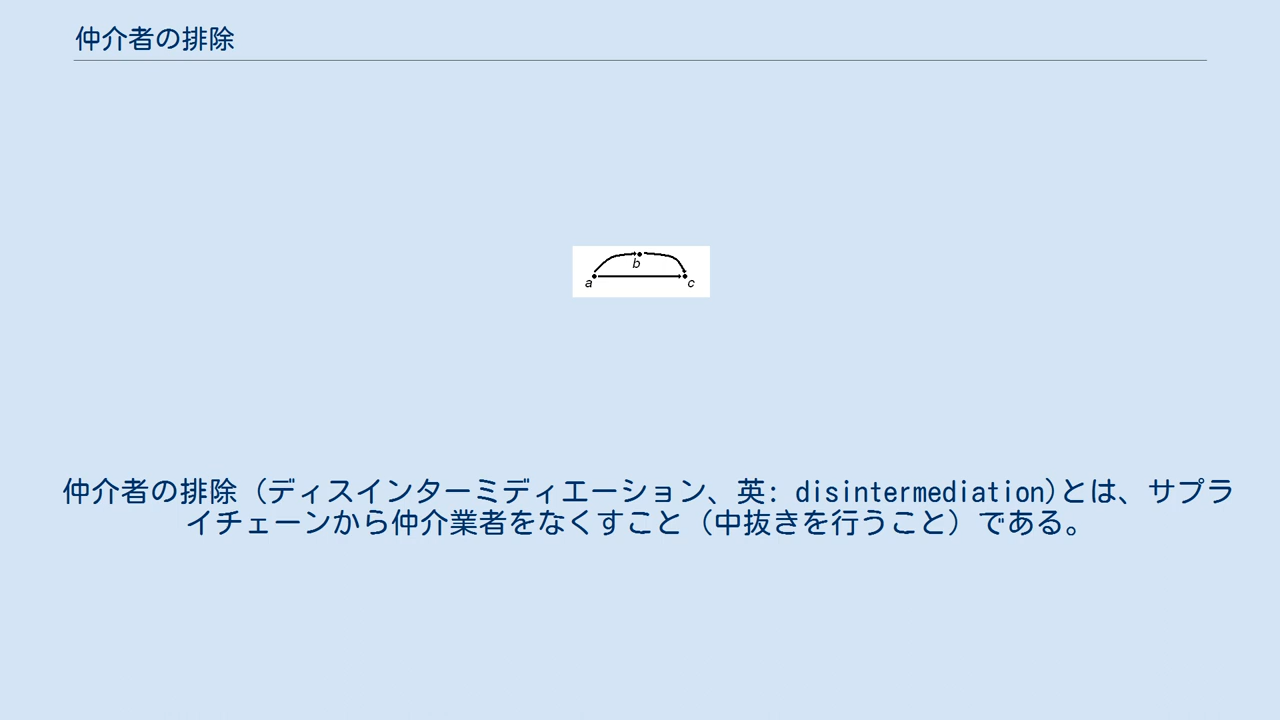 仲介者の排除
b
a c
仲介者の排除（ディスインターミディエーション、英: disintermediation)とは、サプラ
イチェーンから仲介業者をなくすこと（中抜きを行うこと）である。